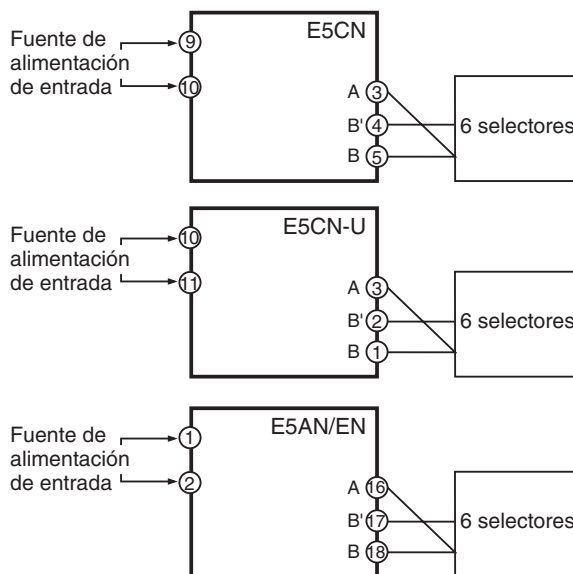 E5CN
Fuente de
alimentación
de entrada
9
10
A 3
B' 4
B 5
6 selectores
E5CN-U
Fuente de
alimentación
de entrada
10
11
A 3
B' 2
B 1
6 selectores
E5AN/EN
Fuente de
alimentación
de entrada
1
2
A 16
B' 17
B 18
6 selectores